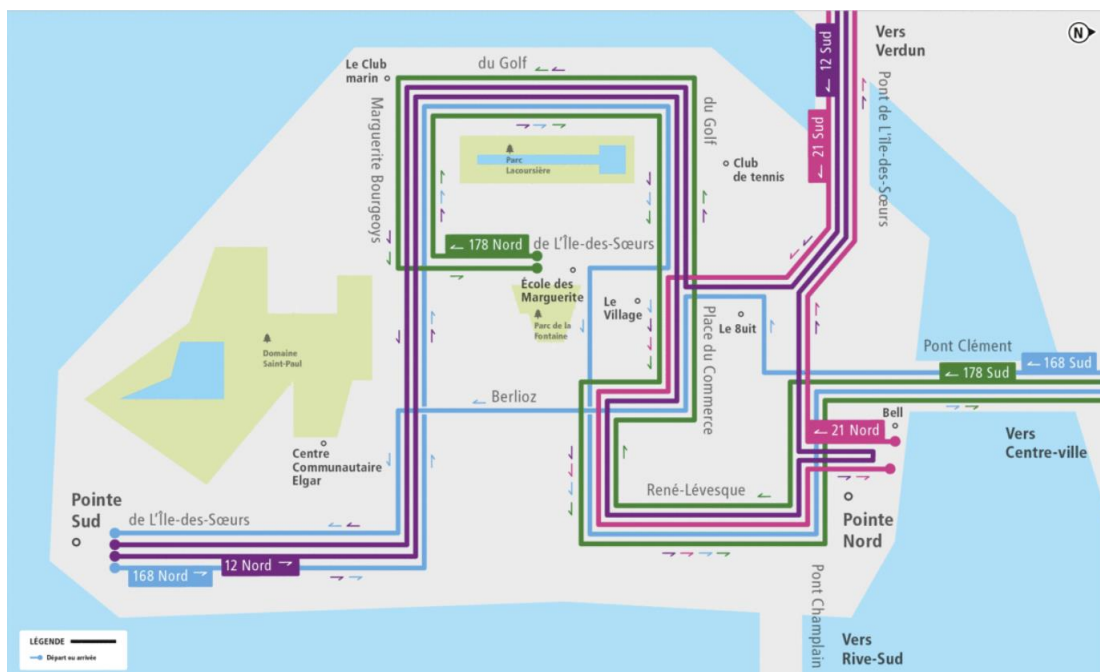 Vers
Verdun
N
12 Sud
21 Sud
Pont de L'île-des-Sœurs
Le Club
marin
du Golf
du Golf
Marguerite Bourgeoys
Parc
Lacoursière
Club
de tennis
178 Nord
de L'Île-des-Sœurs
École des
Marguerite
Parc de la
Fontaine
Le
Village
Place du Commerce
Le 8uit
Domaine
Saint-Paul
Pont Clément
168 Sud
178 Sud
Berlioz
Bell
21 Nord
Vers
Centre-ville
Centre
Communautaire
Elgar
René-Lévesque
Pointe
Nord
Pointe
Sud
de L'Île-des-Sœurs
168 Nord
12 Nord
Pont Champlain
Vers
Rive-Sud
LÉGENDE
Départ ou arrivée